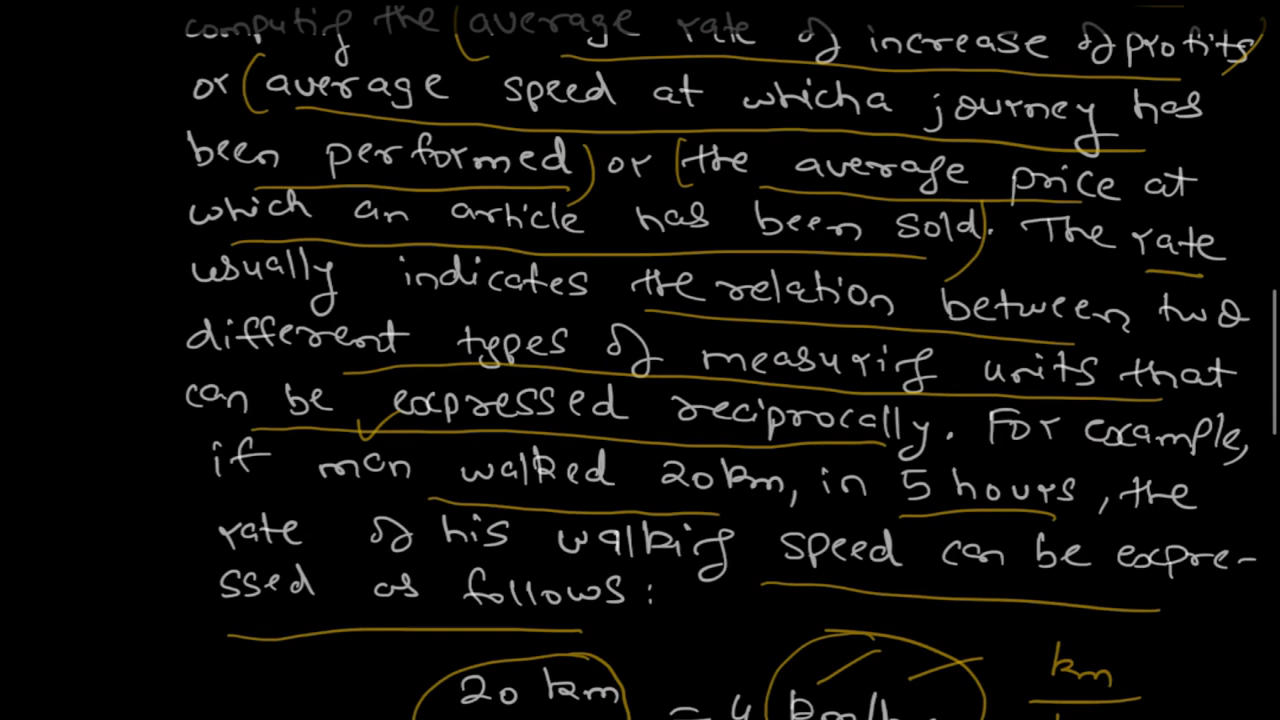 computing the (average rate of increase of profits)
or (average speed at which a journey has
been performed) or (the average price at
which an article has been sold). The rate
usually indicates the relation between two
different types of measuring units that
can be expressed reciprocally. For example,
if man walked 20 km, in 5 hours, the
rate of his walking speed can be expre-
ssed as follows:
20 km = 4 km/h km